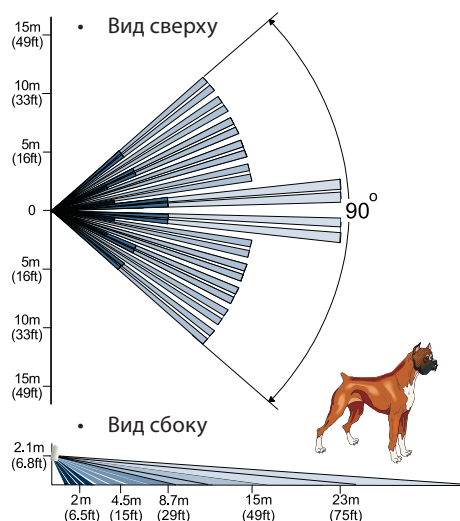 • Вид сверху
15m
(49ft)
10m
(33ft)
5m
(16ft)
0
90°
5m
(16ft)
10m
(33ft)
15m
(49ft)
• Вид сбоку
2.1m
(6.8ft)
2m
(6.5ft)
4.5m
(15ft)
8.7m
(29ft)
15m
(49ft)
23m
(75ft)